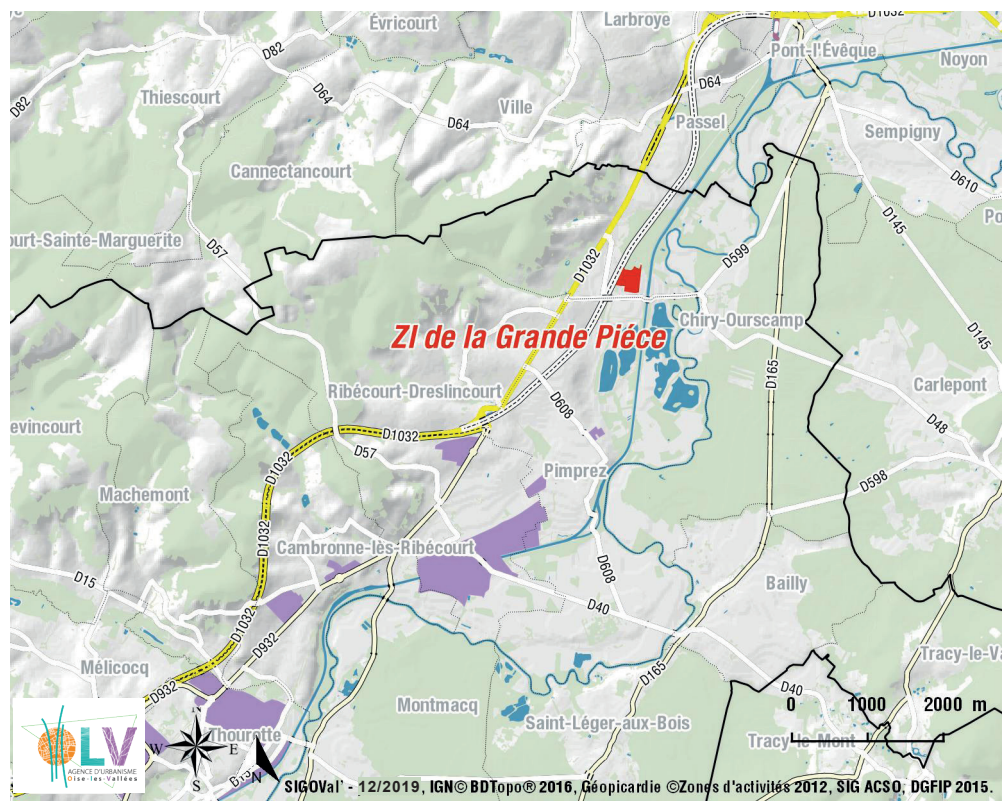 Évricourt
Larbroye
D1032
Pont-l'Évêque
Noyon
D82
D82
Thiescourt
D64
D64
Ville
D64
Passel
Sempigny
Cannectancourt
D610
D145
ourt-Sainte-Marguerite
D57
D1032
D599
ZI de la Grande Piéce
Chiry-Ourscamp
D145
D165
Ribécourt-Dreslincourt
Carlepont
evincourt
D608
D1032
D48
D57
D1032
Pimprez
D598
Machemont
D1032
Cambronne-lès-Ribécourt
D15
D608
Bailly
D40
D1032
D932
Mélicocq
D165
Tracy-le-Va
D40
D932
Montmacq
Saint-Léger-aux-Bois
0 1000 2000 m
Thourotte
Tracy-le-Mont
N
W E
S
N
OLV
AGENCE D'URBANISME
Oise-les-Vallées
SIGOVal' - 12/2019, IGN© BDTopo® 2016, Géopicardie ©Zones d'activités 2012, SIG ACSO, DGFIP 2015.